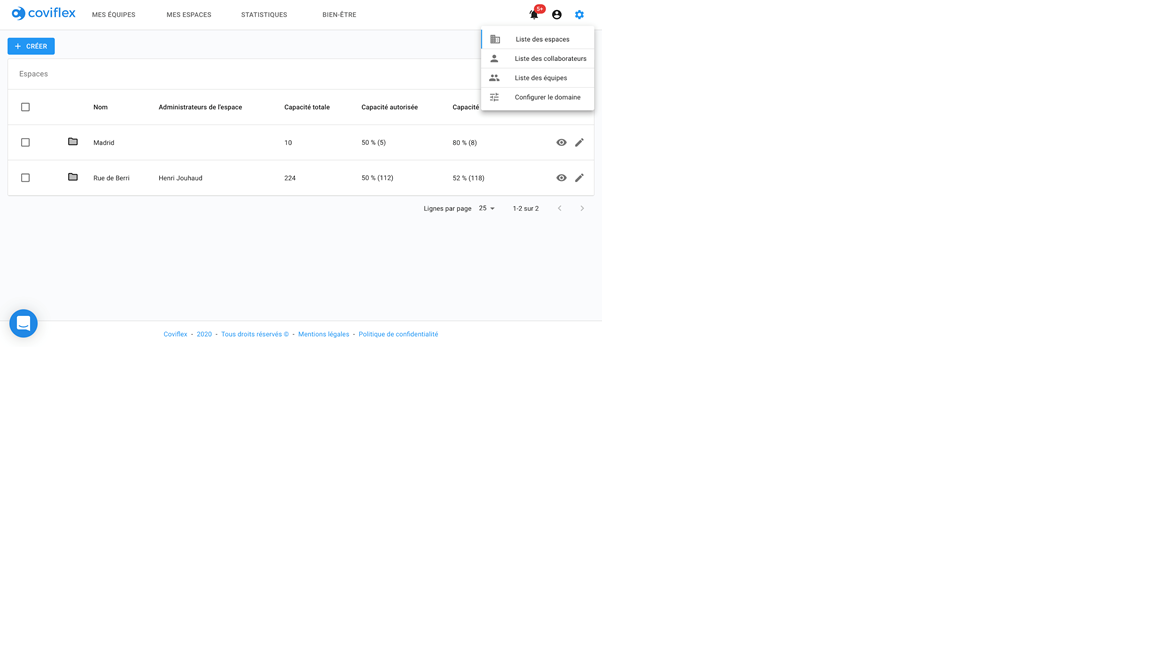 coviflex
MES ÉQUIPES MES ESPACES STATISTIQUES BIEN-ÊTRE 5+
+ CRÉER
Liste des espaces
Liste des collaborateurs
Liste des équipes
Configurer le domaine
Espaces
Nom Administrateurs de l'espace Capacité totale Capacité autorisée Capacité
Madrid 10 50 % (5) 80 % (8)
Rue de Berri Henri Jouhaud 224 50 % (112) 52 % (118)
Lignes par page 25 1-2 sur 2
Coviflex - 2020 - Tous droits réservés © - Mentions légales - Politique de confidentialité